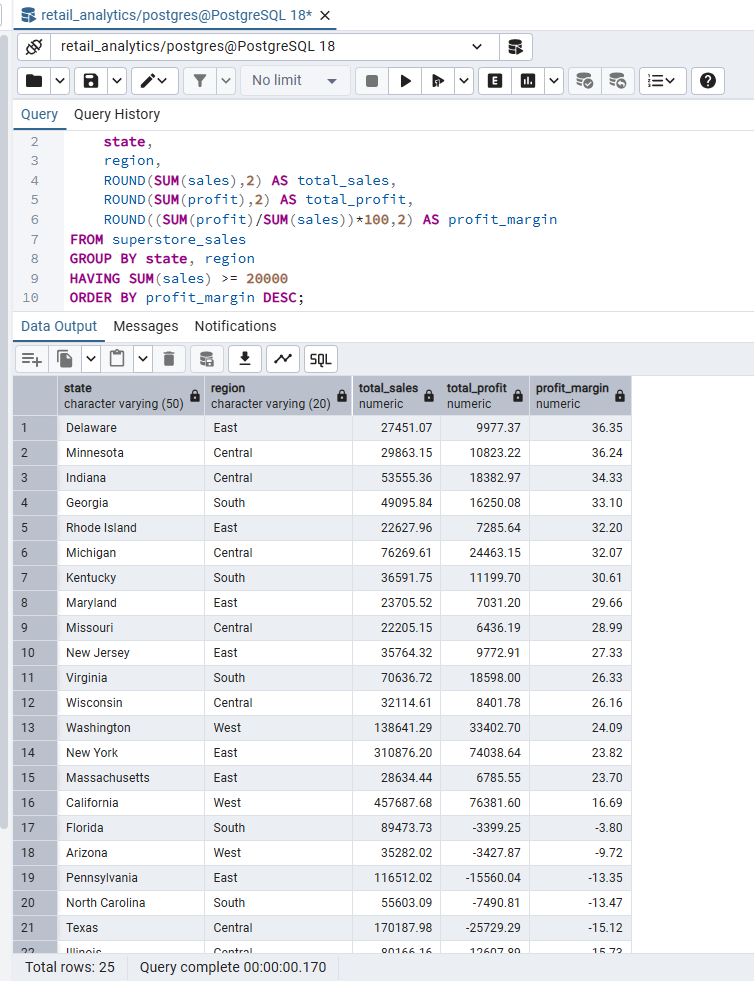 retail_analytics/postgres@PostgreSQL 18*
retail_analytics/postgres@PostgreSQL 18
No limit
E
Query Query History
2 state,
3 region,
4 ROUND(SUM(sales),2) AS total_sales,
5 ROUND(SUM(profit),2) AS total_profit,
6 ROUND((SUM(profit)/SUM(sales))*100,2) AS profit_margin
7 FROM superstore_sales
8 GROUP BY state, region
9 HAVING SUM(sales) >= 20000
10 ORDER BY profit_margin DESC;
Data Output Messages Notifications
SQL
state region total_sales total_profit profit_margin
character varying (50) character varying (20) numeric numeric numeric
1 Delaware East 27451.07 9977.37 36.35
2 Minnesota Central 29863.15 10823.22 36.24
3 Indiana Central 53555.36 18382.97 34.33
4 Georgia South 49095.84 16250.08 33.10
5 Rhode Island East 22627.96 7285.64 32.20
6 Michigan Central 76269.61 24463.15 32.07
7 Kentucky South 36591.75 11199.70 30.61
8 Maryland East 23705.52 7031.20 29.66
9 Missouri Central 22205.15 6436.19 28.99
10 New Jersey East 35764.32 9772.91 27.33
11 Virginia South 70636.72 18598.00 26.33
12 Wisconsin Central 32114.61 8401.78 26.16
13 Washington West 138641.29 33402.70 24.09
14 New York East 310876.20 74038.64 23.82
15 Massachusetts East 28634.44 6785.55 23.70
16 California West 457687.68 76381.60 16.69
17 Florida South 89473.73 -3399.25 -3.80
18 Arizona West 35282.02 -3427.87 -9.72
19 Pennsylvania East 116512.02 -15560.04 -13.35
20 North Carolina South 55603.09 -7490.81 -13.47
21 Texas Central 170187.98 -25729.29 -15.12
22 Illinois Central
Total rows: 25 Query complete 00:00:00.170